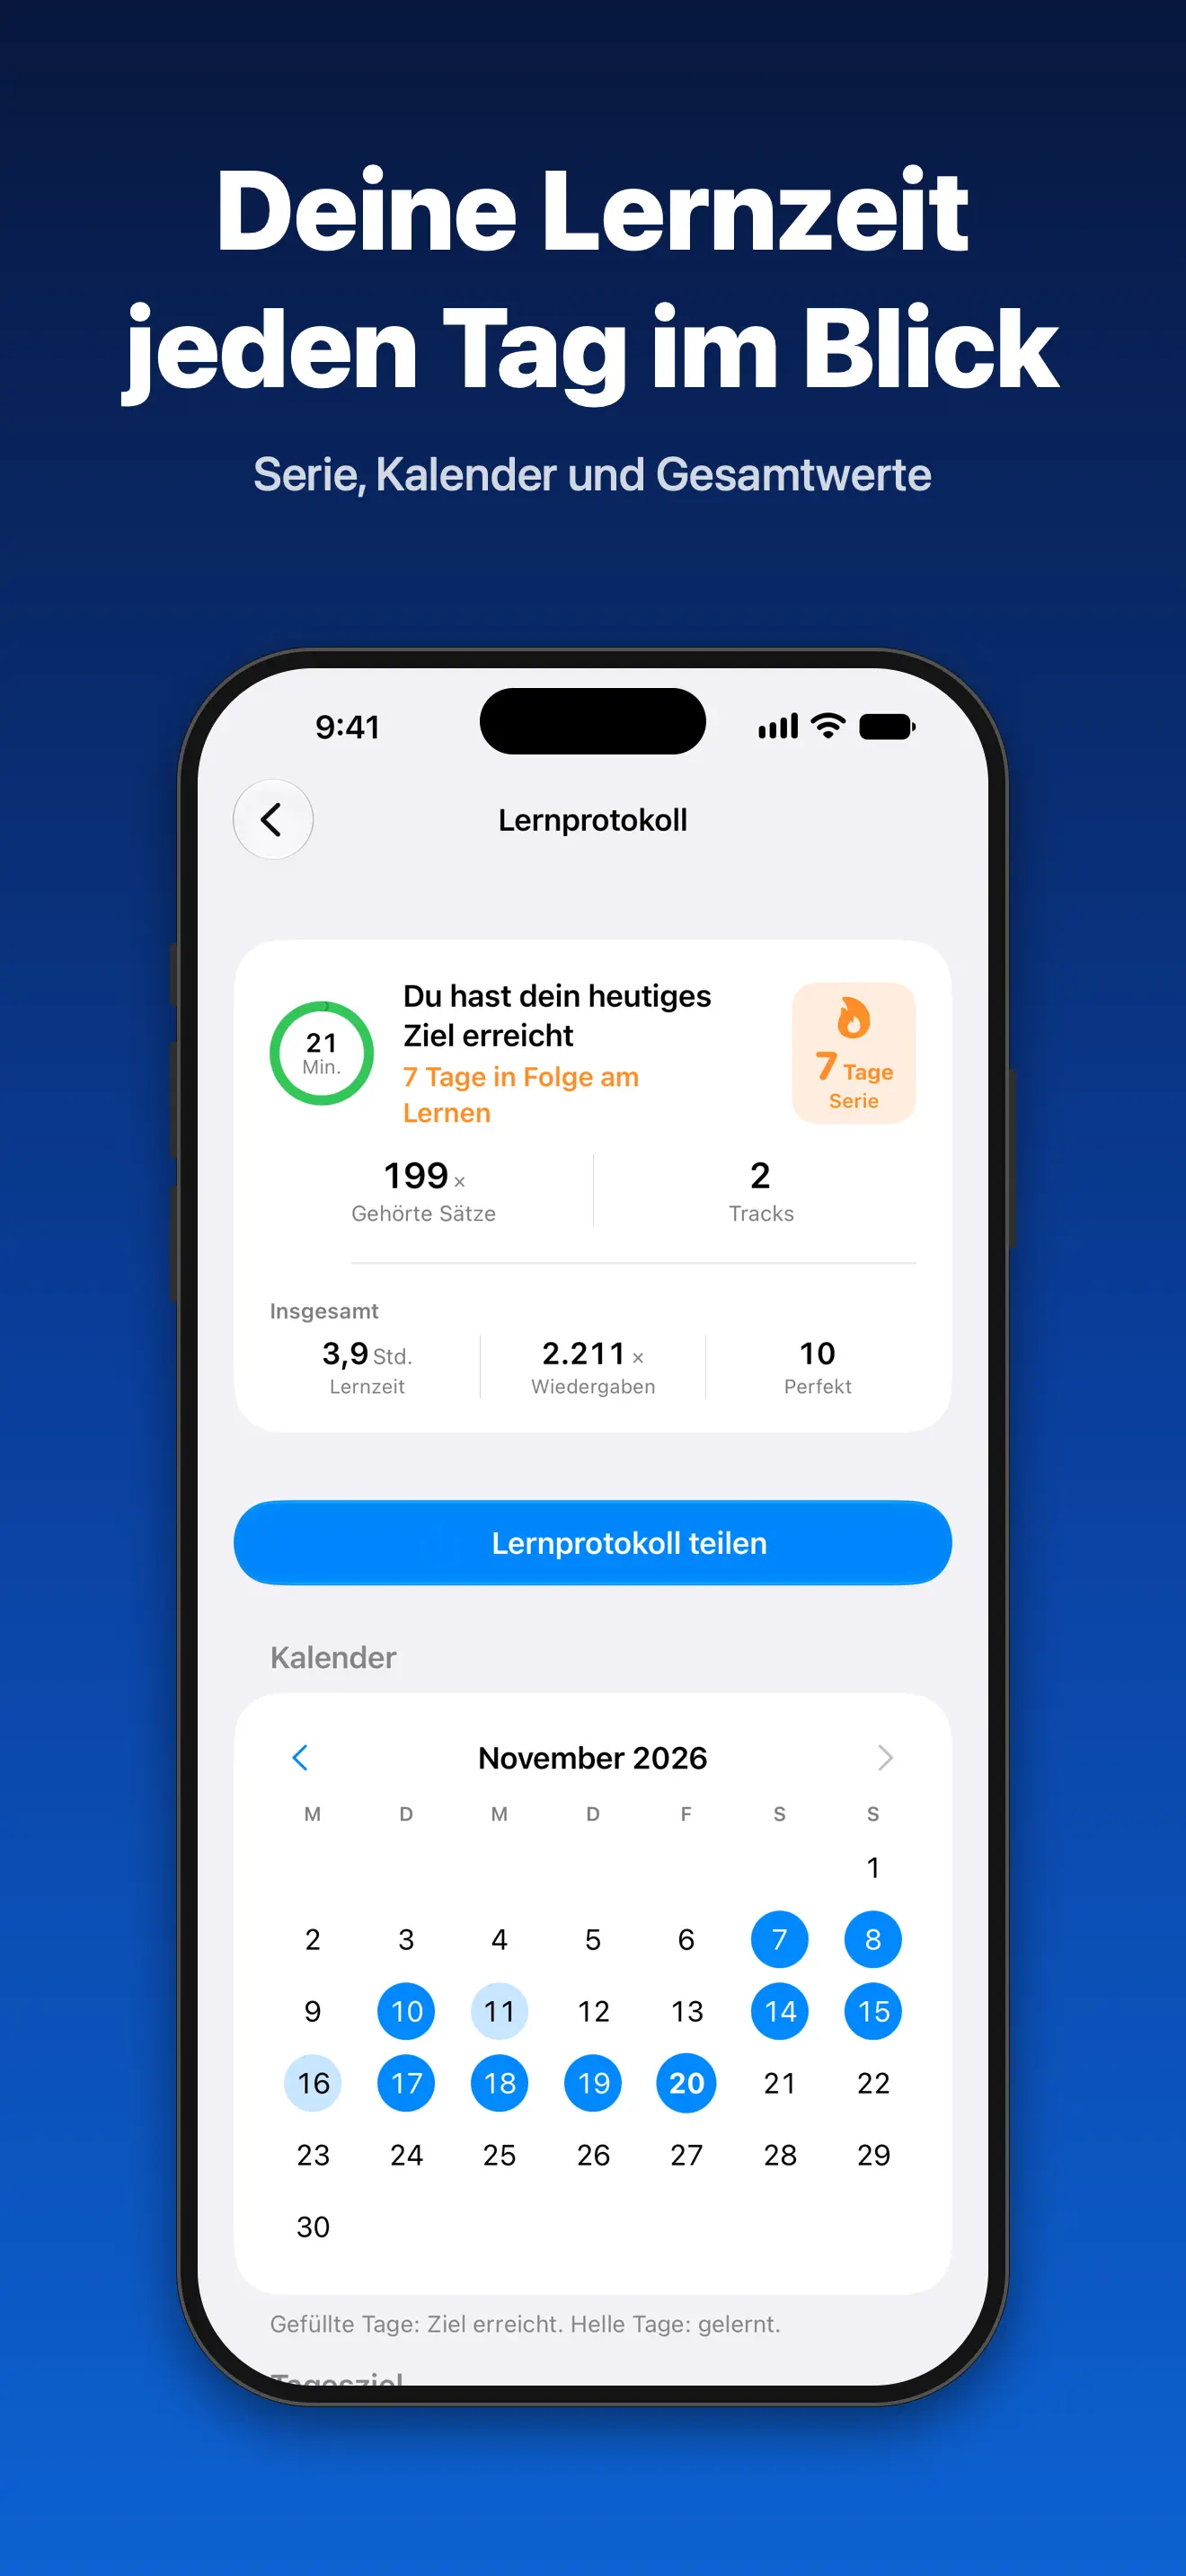 Deine Lernzeit
jeden Tag im Blick
Serie, Kalender und Gesamtwerte
9:41
Lernprotokoll
21
Min.
Du hast dein heutiges
Ziel erreicht
7 Tage in Folge am
Lernen
7 Tage
Serie
199 ×
Gehörte Sätze
2
Tracks
Insgesamt
3,9 Std.
Lernzeit
2.211 ×
Wiedergaben
10
Perfekt
Lernprotokoll teilen
Kalender
November 2026
M D M D F S S
1
2 3 4 5 6 7 8
9 10 11 12 13 14 15
16 17 18 19 20 21 22
23 24 25 26 27 28 29
30
Gefüllte Tage: Ziel erreicht. Helle Tage: gelernt.
Tagesziel